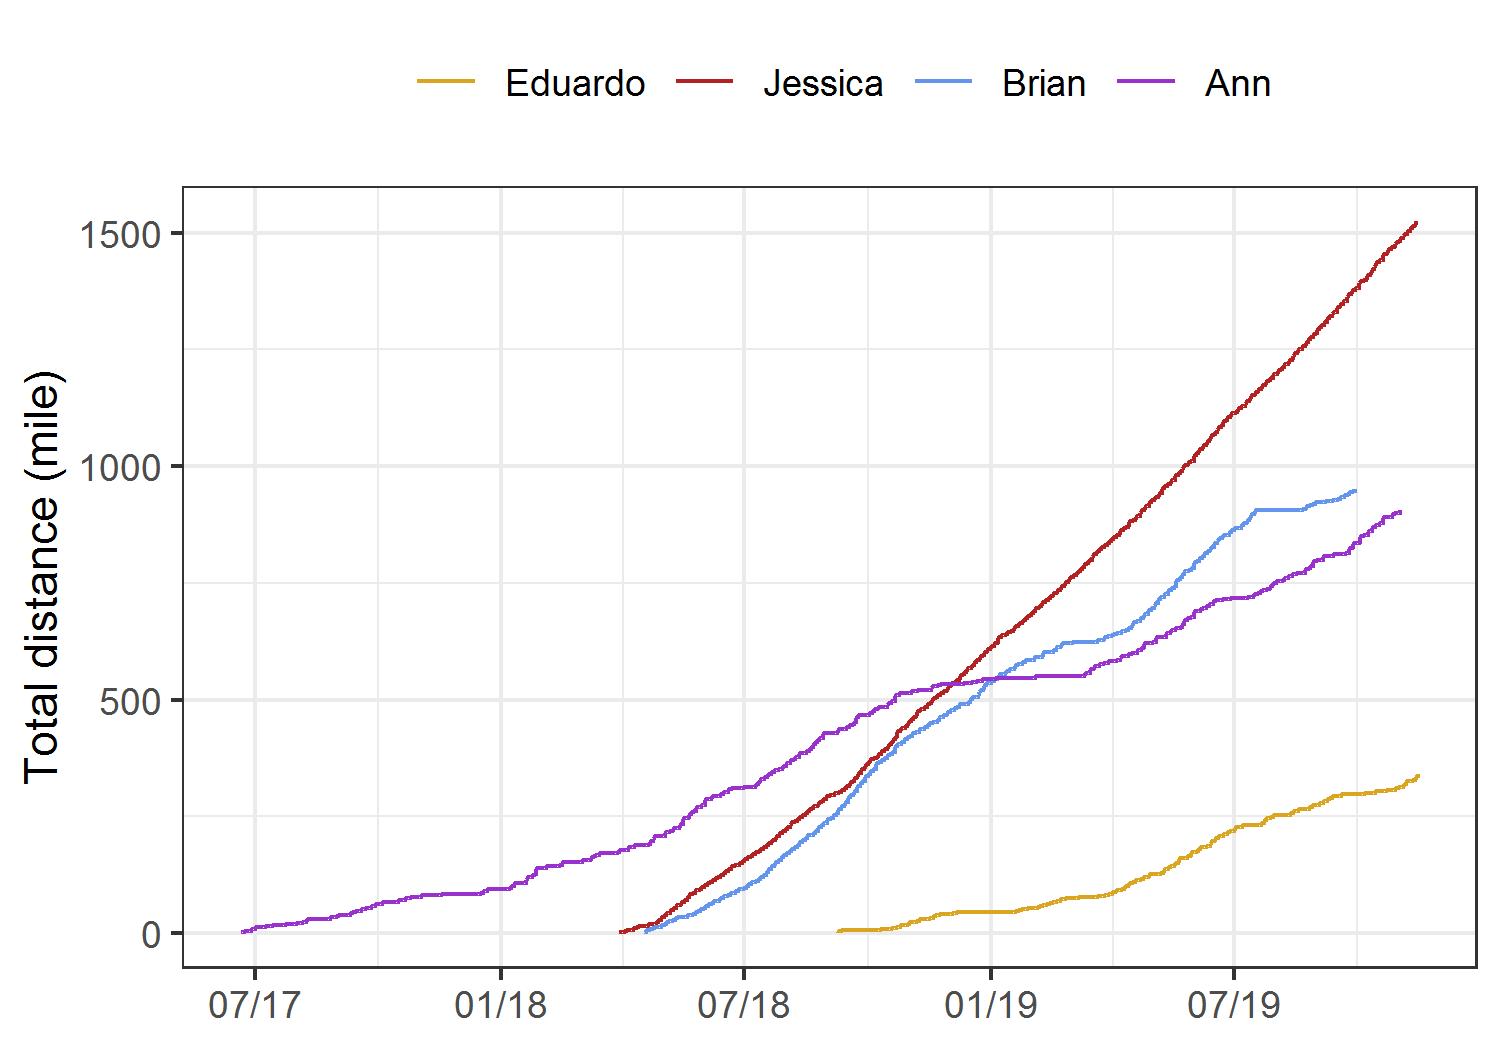 Eduardo Jessica Brian Ann
Total distance (mile)
1500
1000
500
0
07/17 01/18 07/18 01/19 07/19